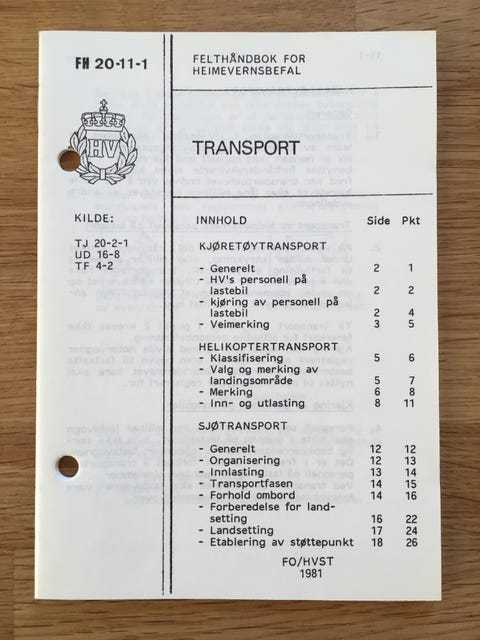 FH 20-11-1
FELTHÅNDBOK FOR
HEIMEVERNSBEFAL
HV
TRANSPORT
KILDE:
TJ 20-2-1
UD 16-8
TF 4-2
INNHOLD Side Pkt
KJØRETØYTRANSPORT
- Generelt 2 1
- HV's personell på
lastebil 2 2
- kjøring av personell på
lastebil 2 4
- Veimerking 3 5
HELIKOPTERTRANSPORT
- Klassifisering 5 6
- Valg og merking av
landingsområde 5 7
- Merking 6 8
- Inn- og utlasting 8 11
SJØTRANSPORT
- Generelt 12 12
- Organisering 12 13
- Innlasting 13 14
- Transportfasen 14 15
- Forhold ombord 14 16
- Forberedelse for land-
setting 16 22
- Landsetting 17 24
- Etablering av støttepunkt 18 26
FO/HVST
1981